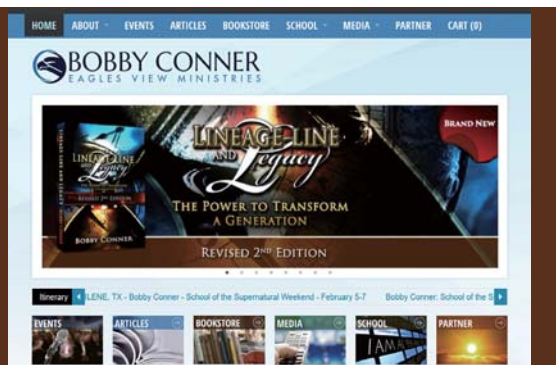 HOME ABOUT EVENTS ARTICLES BOOKSTORE SCHOOL MEDIA PARTNER CART (0)
BOBBY CONNER
EAGLES VIEW MINISTRIES
BRAND NEW
LINEAGE-LINE
AND Legacy
THE POWER TO TRANSFORM
A GENERATION
REVISED 2ND EDITION
LINEAGE-LINE
AND Legacy
REVISED 2ND EDITION
BOBBY CONNER
Itinerary LENE, TX - Bobby Conner - School of the Supernatural Weekend - February 5-7 Bobby Conner: School of the S
EVENTS ARTICLES BOOKSTORE MEDIA SCHOOL PARTNER
I AM